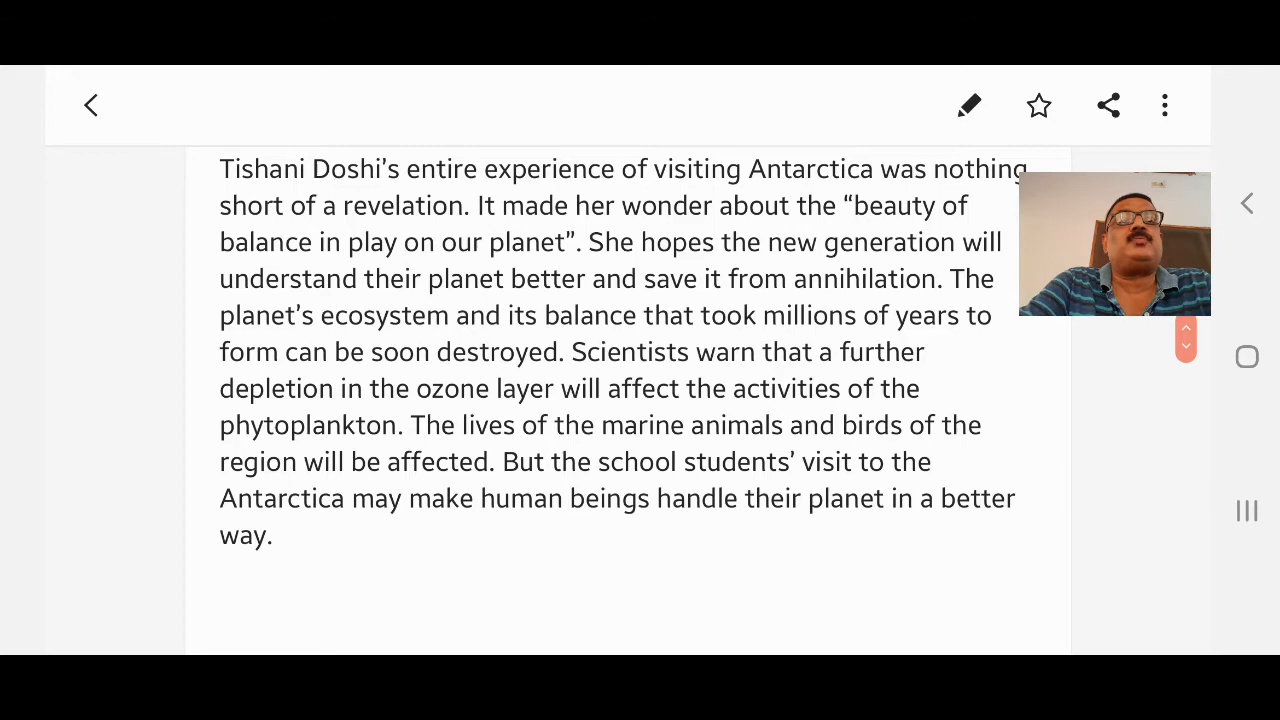 Tishani Doshi’s entire experience of visiting Antarctica was nothing
short of a revelation. It made her wonder about the “beauty of
balance in play on our planet”. She hopes the new generation will
understand their planet better and save it from annihilation. The
planet’s ecosystem and its balance that took millions of years to
form can be soon destroyed. Scientists warn that a further
depletion in the ozone layer will affect the activities of the
phytoplankton. The lives of the marine animals and birds of the
region will be affected. But the school students’ visit to the
Antarctica may make human beings handle their planet in a better
way.